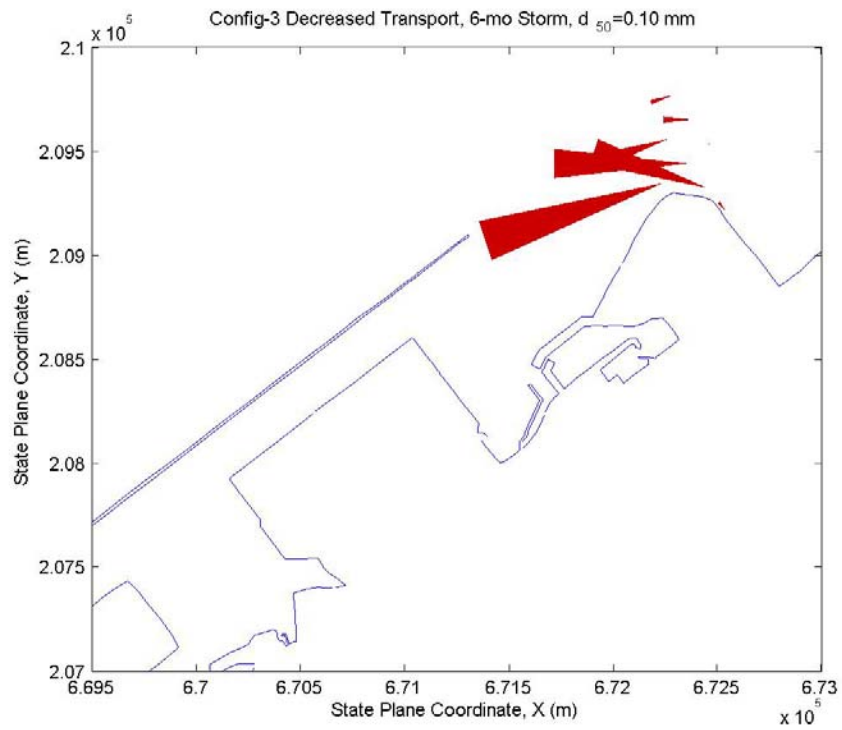 Config-3 Decreased Transport, 6-mo Storm, d 50=0.10 mm
x 10 5
2.1
2.095
2.09
2.085
2.08
2.075
2.07
State Plane Coordinate, Y (m)
6.695 6.7 6.705 6.71 6.715 6.72 6.725 6.73
State Plane Coordinate, X (m)
x 10 5